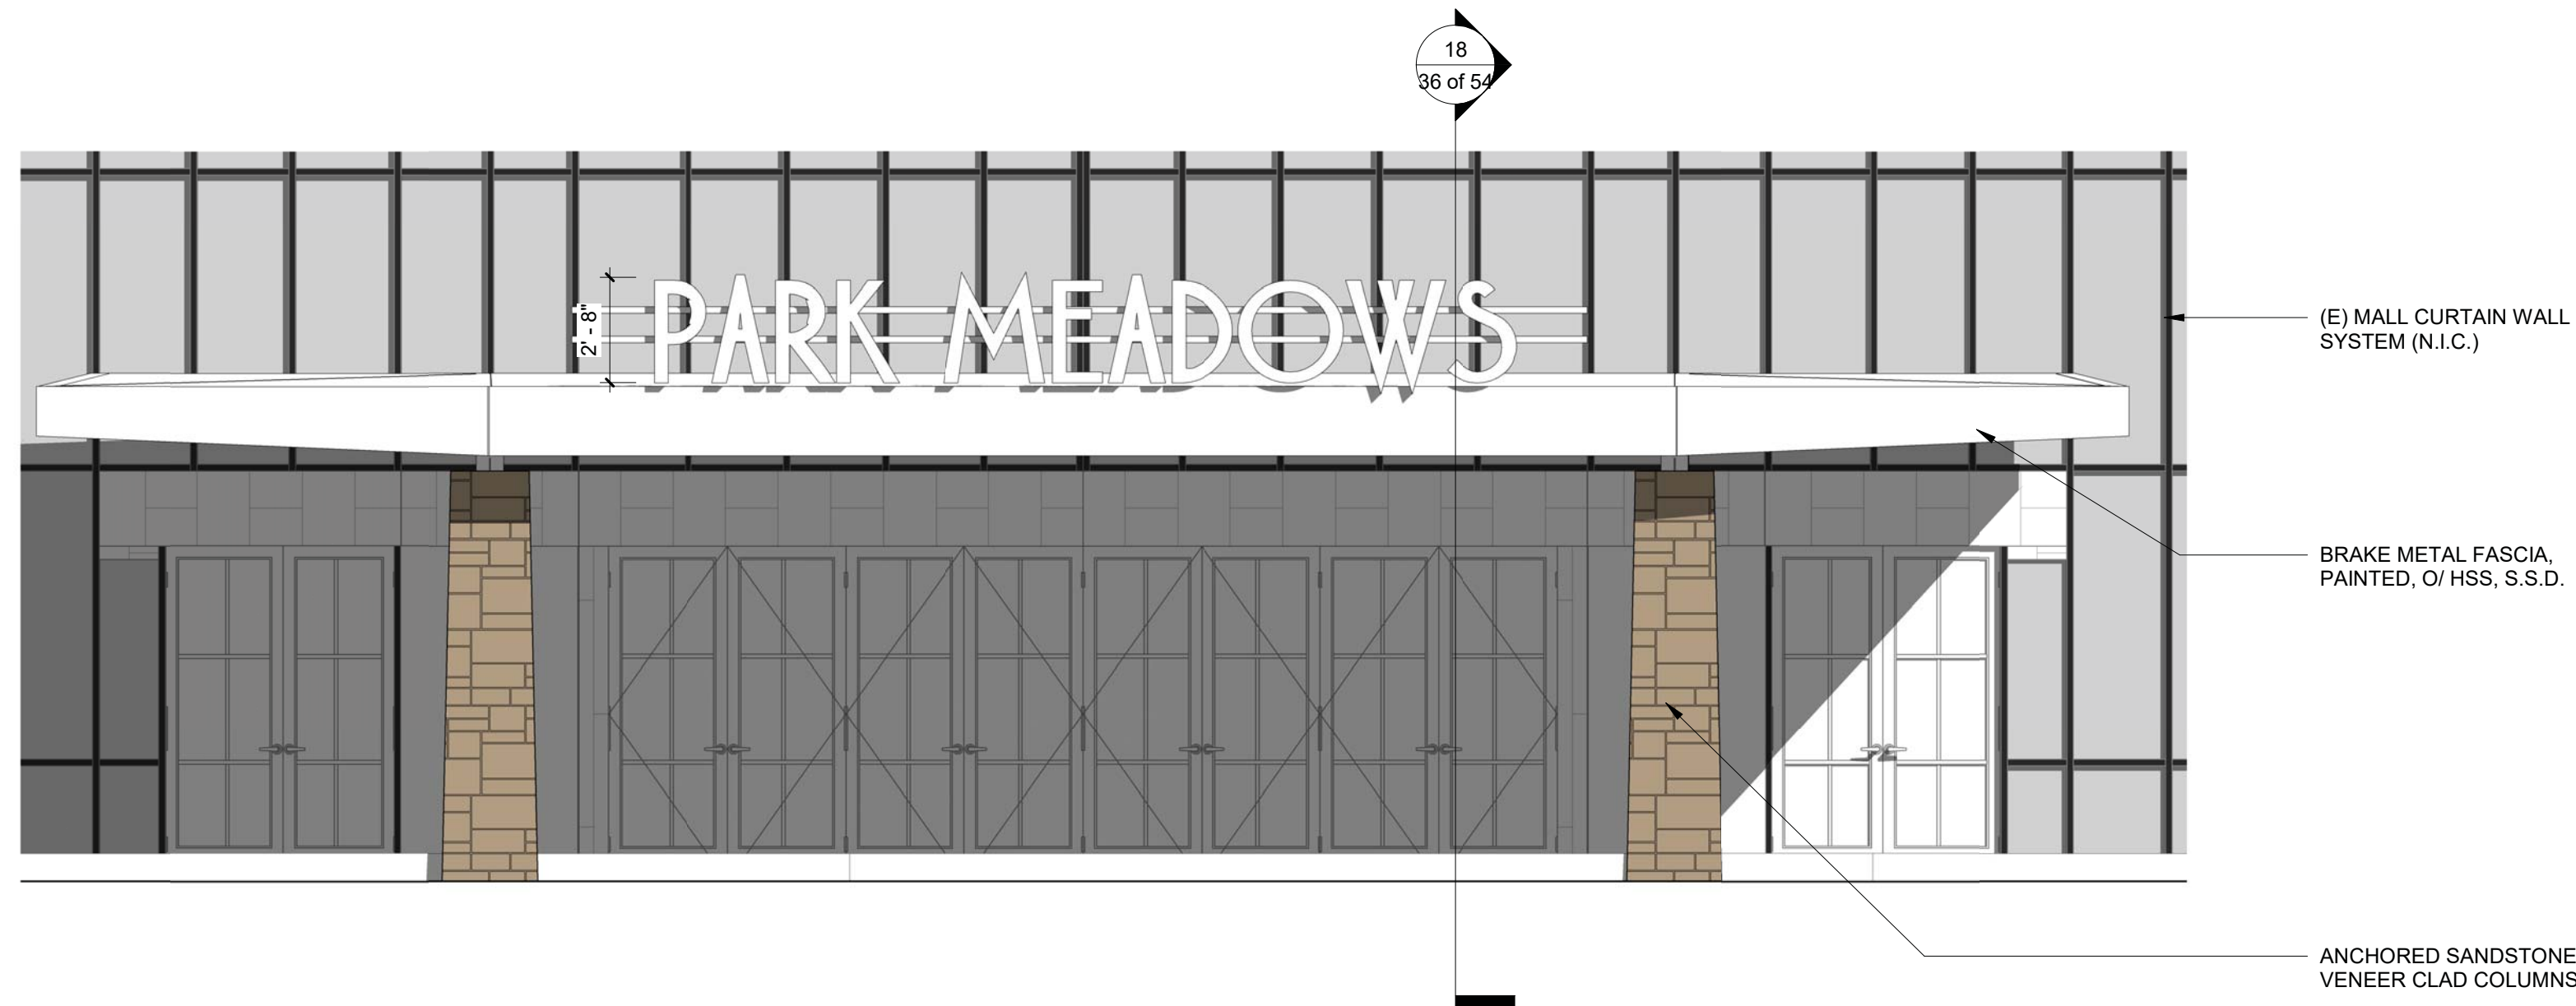 18
36 of 54
PARK MEADOWS
2' - 8"
(E) MALL CURTAIN WALL
SYSTEM (N.I.C.)
BRAKE METAL FASCIA,
PAINTED, O/ HSS, S.S.D.
ANCHORED SANDSTONE
VENEER CLAD COLUMNS